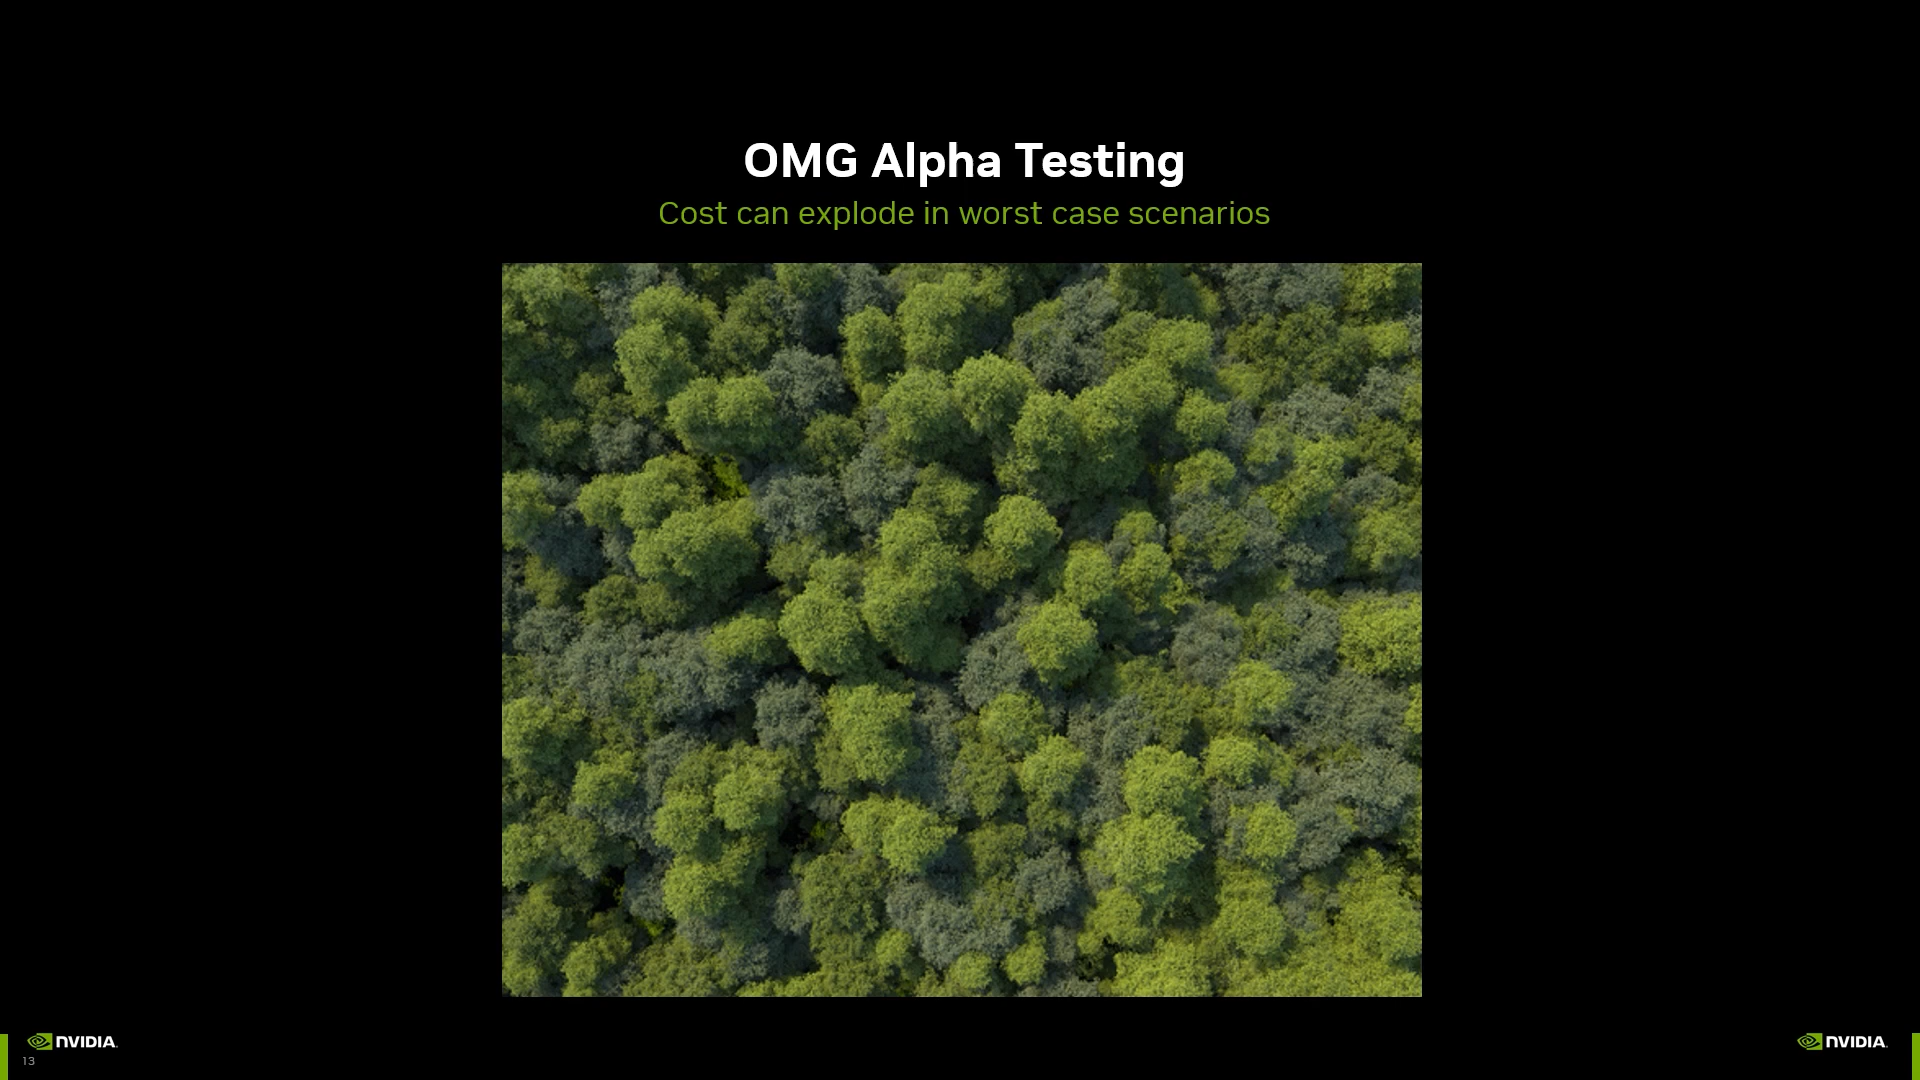 OMG Alpha Testing
Cost can explode in worst case scenarios
NVIDIA.
13
NVIDIA.